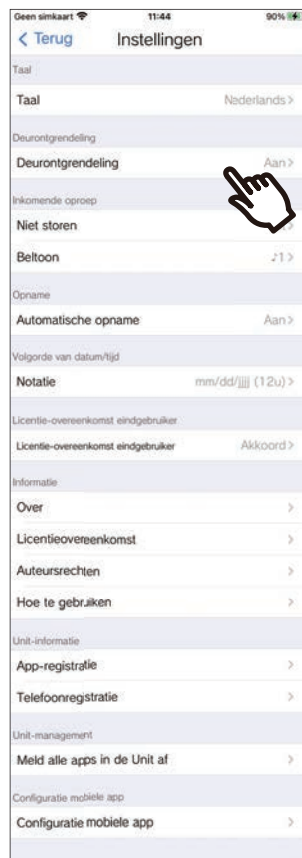 Geen simkaart 11:44 90%
Terug Instellingen
Taal
Taal Nederlands >
Deurontgrendeling
Deurontgrendeling Aan >
Inkomende oproep
Niet storen >
Beltoon ♪1 >
Opname
Automatische opname Aan >
Volgorde van datum/tijd
Notatie mm/dd/jjjj (12u) >
Licentie-overeenkomst eindgebruiker
Licentie-overeenkomst eindgebruiker Akkoord >
Informatie
Over >
Licentieovereenkomst >
Auteursrechten >
Hoe te gebruiken >
Unit-informatie
App-registratie >
Telefoonregistratie >
Unit-management
Meld alle apps in de Unit af >
Configuratie mobiele app
Configuratie mobiele app >